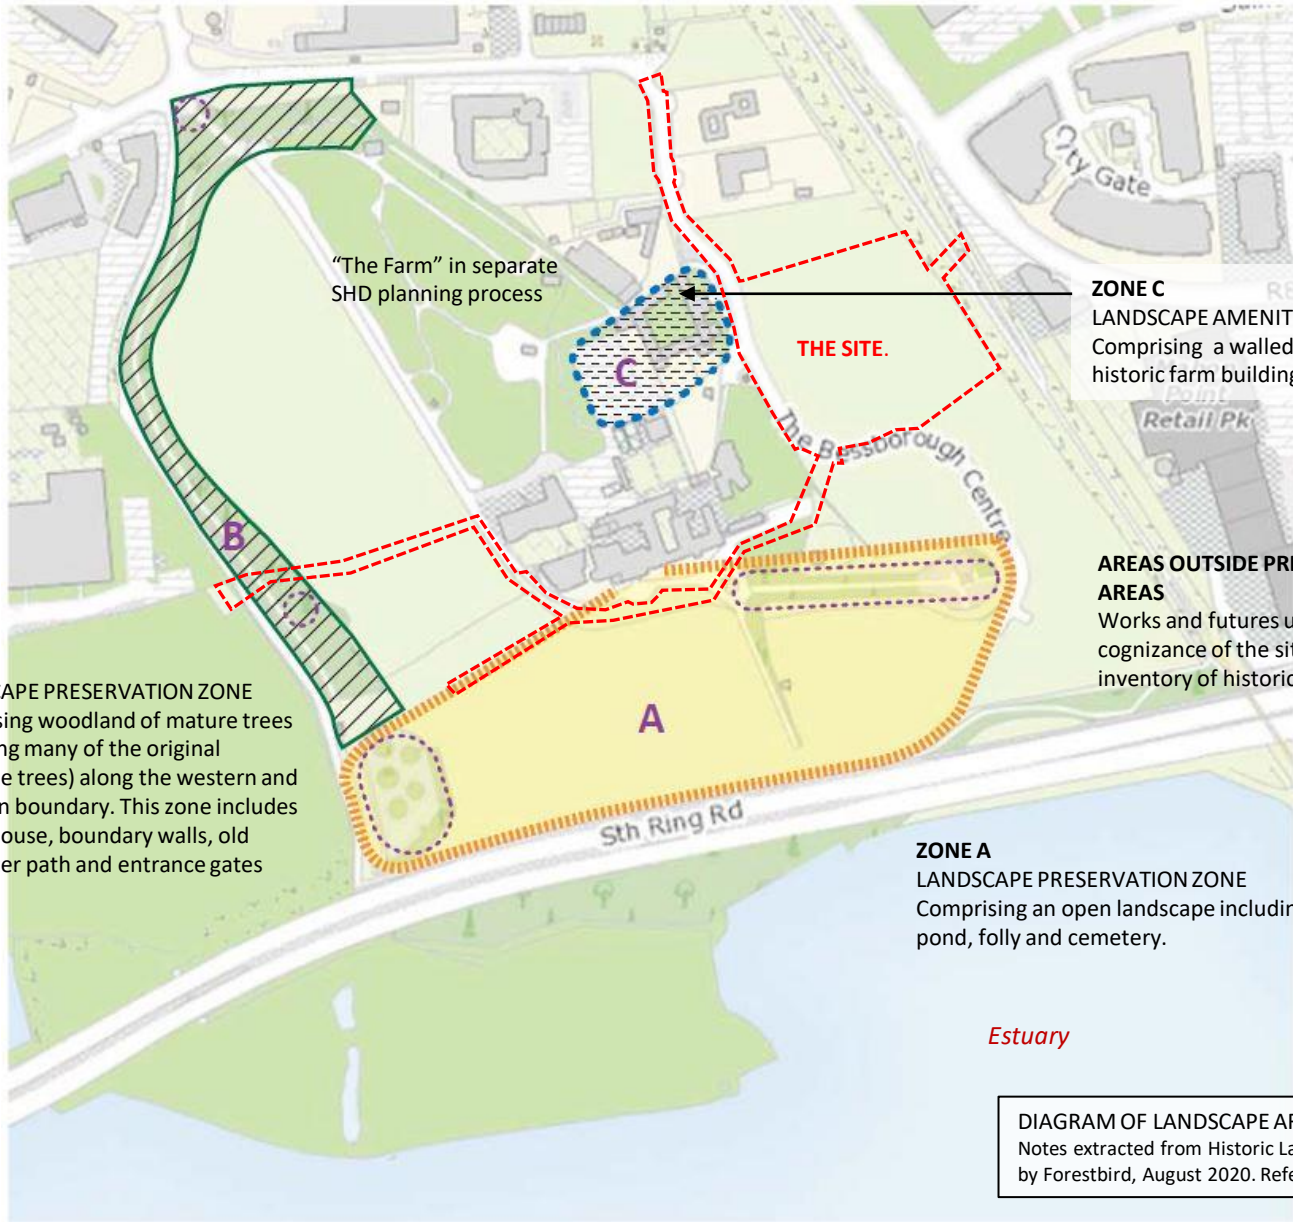 City Gate
"The Farm" in separate
SHD planning process
ZONE C
LANDSCAPE AMENIT
Comprising a walled
historic farm building
THE SITE.
C
Point
Retail Pk
The Bessborough Centre
B
AREAS OUTSIDE PRE
AREAS
Works and futures u
cognizance of the sit
inventory of historic
CAPE PRESERVATION ZONE
sing woodland of mature trees
ng many of the original
e trees) along the western and
n boundary. This zone includes
ouse, boundary walls, old
er path and entrance gates
A
Sth Ring Rd
ZONE A
LANDSCAPE PRESERVATION ZONE
Comprising an open landscape includin
pond, folly and cemetery.
Estuary
DIAGRAM OF LANDSCAPE AR
Notes extracted from Historic La
by Forestbird, August 2020. Refe